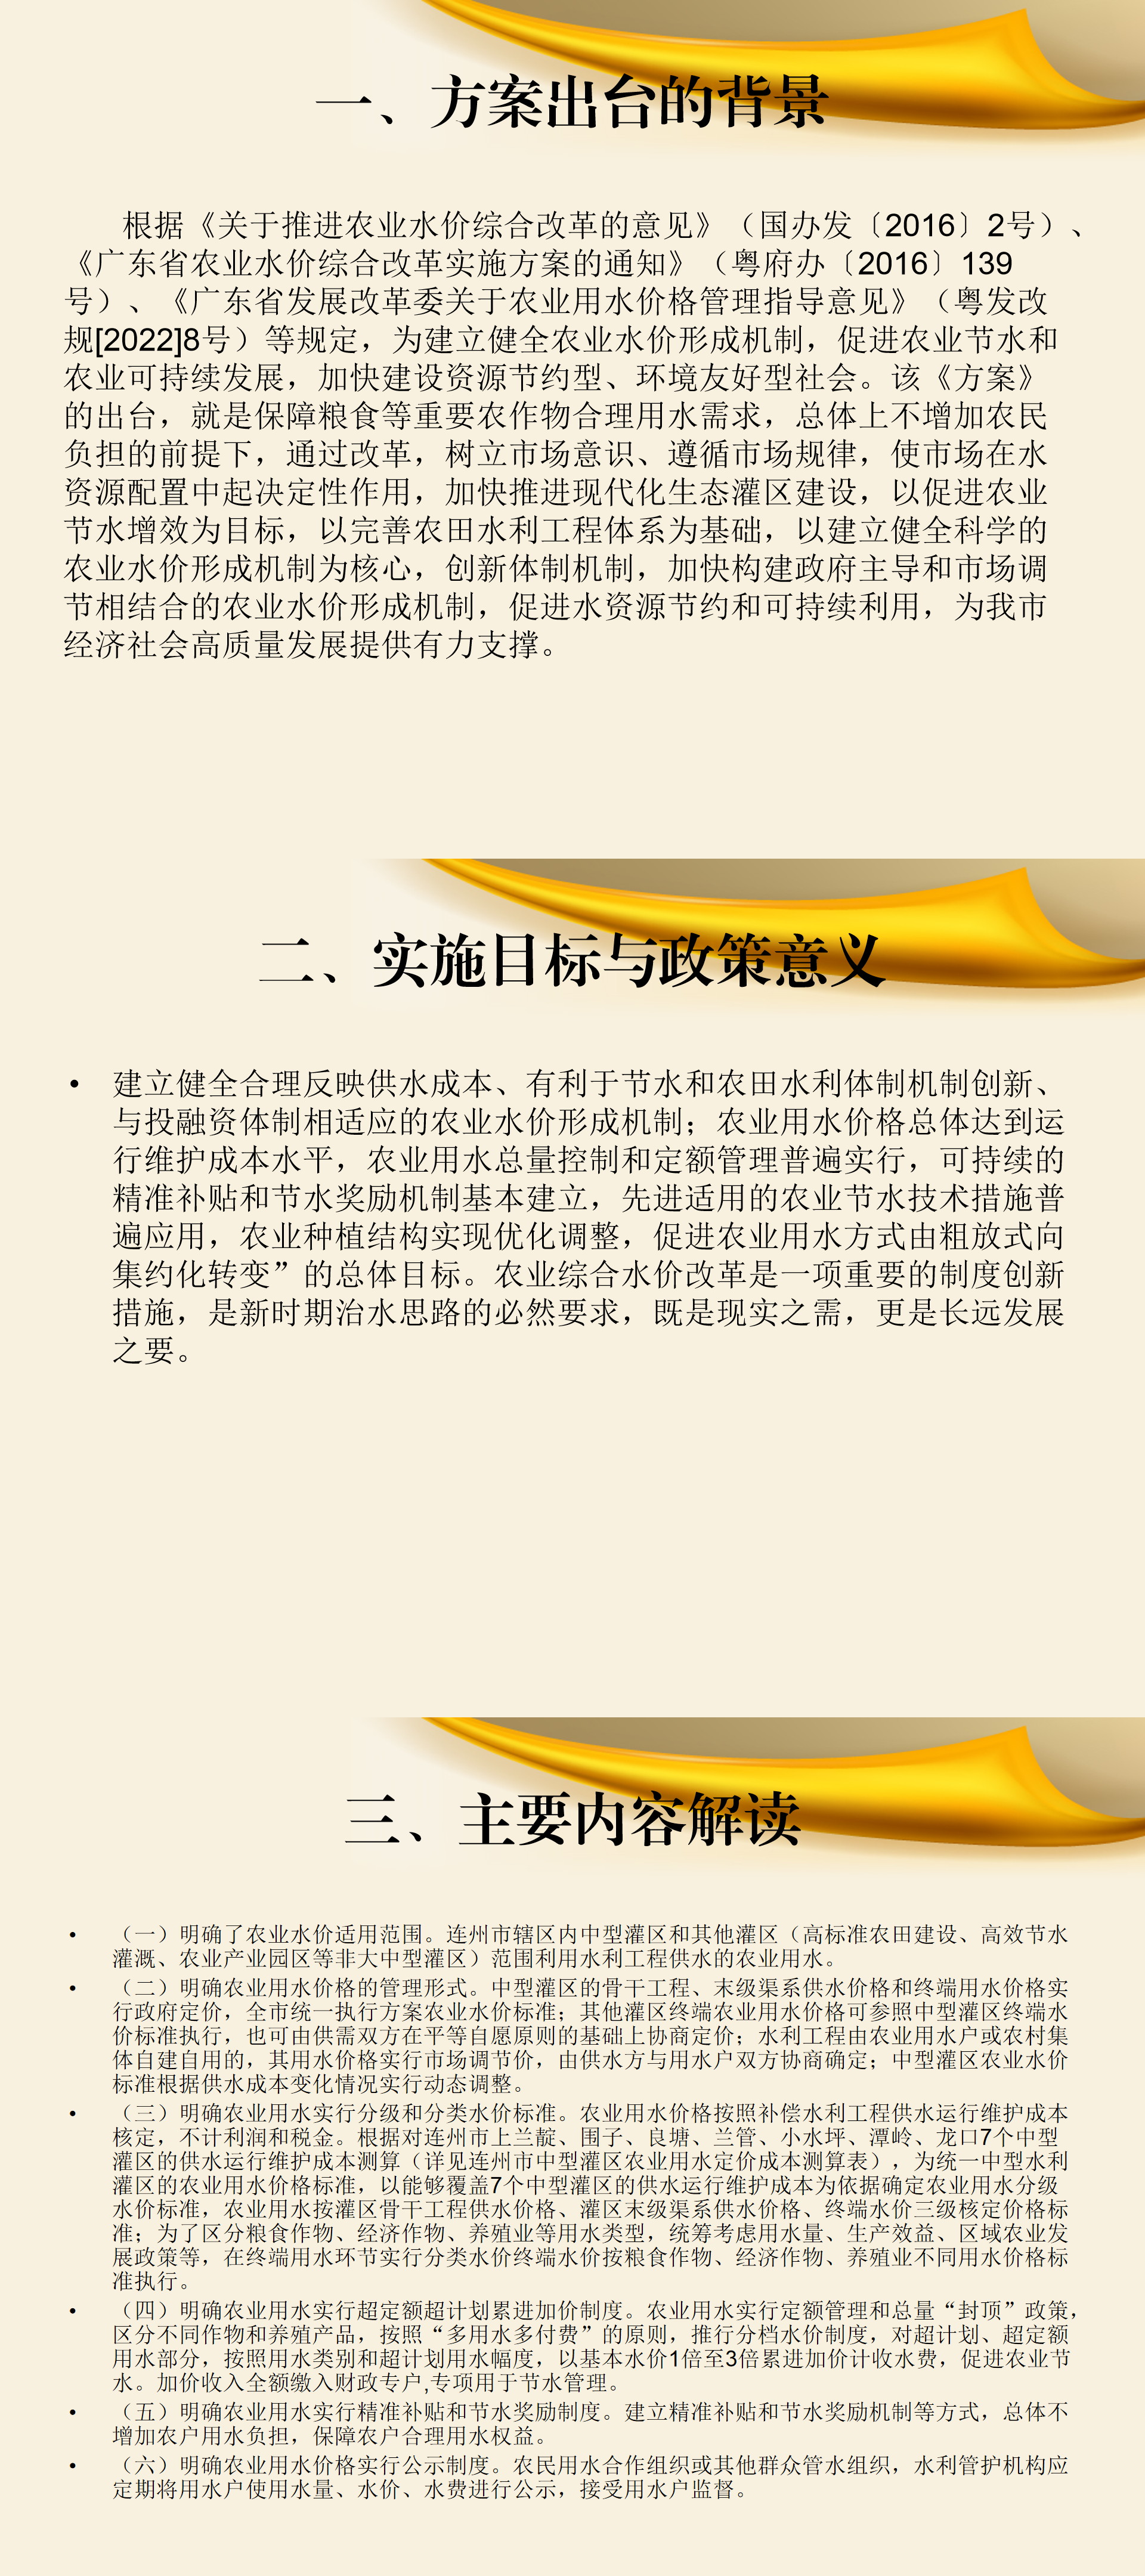 一、方案出台的背景
根据《关于推进农业水价综合改革的意见》（国办发〔2016〕2号）、
《广东省农业水价综合改革实施方案的通知》（粤府办〔2016〕139
号）、《广东省发展改革委关于农业用水价格管理指导意见》（粤发改
规[2022]8号）等规定，为建立健全农业水价形成机制，促进农业节水和
农业可持续发展，加快建设资源节约型、环境友好型社会。该《方案》
的出台，就是保障粮食等重要农作物合理用水需求，总体上不增加农民
负担的前提下，通过改革，树立市场意识、遵循市场规律，使市场在水
资源配置中起决定性作用，加快推进现代化生态灌区建设，以促进农业
节水增效为目标，以完善农田水利工程体系为基础，以建立健全科学的
农业水价形成机制为核心，创新体制机制，加快构建政府主导和市场调
节相结合的农业水价形成机制，促进水资源节约和可持续利用，为我市
经济社会高质量发展提供有力支撑。
二、实施目标与政策意义
• 建立健全合理反映供水成本、有利于节水和农田水利体制机制创新、
与投融资体制相适应的农业水价形成机制；农业用水价格总体达到运
行维护成本水平，农业用水总量控制和定额管理普遍实行，可持续的
精准补贴和节水奖励机制基本建立，先进适用的农业节水技术措施普
遍应用，农业种植结构实现优化调整，促进农业用水方式由粗放式向
集约化转变”的总体目标。农业综合水价改革是一项重要的制度创新
措施，是新时期治水思路的必然要求，既是现实之需，更是长远发展
之要。
三、主要内容解读
• （一）明确了农业水价适用范围。连州市辖区内中型灌区和其他灌区（高标准农田建设、高效节水
灌溉、农业产业园区等非大中型灌区）范围利用水利工程供水的农业用水。
• （二）明确农业用水价格的管理形式。中型灌区的骨干工程、末级渠系供水价格和终端用水价格实
行政府定价，全市统一执行方案农业水价标准；其他灌区终端农业用水价格可参照中型灌区终端水
价标准执行，也可由供需双方在平等自愿原则的基础上协商定价；水利工程由农业用水户或农村集
体自建自用的，其用水价格实行市场调节价，由供水方与用水户双方协商确定；中型灌区农业水价
标准根据供水成本变化情况实行动态调整。
• （三）明确农业用水实行分级和分类水价标准。农业用水价格按照补偿水利工程供水运行维护成本
核定，不计利润和税金。根据对连州市上兰靛、围子、良塘、兰管、小水坪、潭岭、龙口7个中型
灌区的供水运行维护成本测算（详见连州市中型灌区农业用水定价成本测算表），为统一中型水利
灌区的农业用水价格标准，以能够覆盖7个中型灌区的供水运行维护成本为依据确定农业用水分级
水价标准，农业用水按灌区骨干工程供水价格、灌区末级渠系供水价格、终端水价三级核定价格标
准；为了区分粮食作物、经济作物、养殖业等用水类型，统筹考虑用水量、生产效益、区域农业发
展政策等，在终端用水环节实行分类水价终端水价按粮食作物、经济作物、养殖业不同用水价格标
准执行。
• （四）明确农业用水实行超定额超计划累进加价制度。农业用水实行定额管理和总量“封顶”政策，
区分不同作物和养殖产品，按照“多用水多付费”的原则，推行分档水价制度，对超计划、超定额
用水部分，按照用水类别和超计划用水幅度，以基本水价1倍至3倍累进加价计收水费，促进农业节
水。加价收入全额缴入财政专户,专项用于节水管理。
• （五）明确农业用水实行精准补贴和节水奖励制度。建立精准补贴和节水奖励机制等方式，总体不
增加农户用水负担，保障农户合理用水权益。
• （六）明确农业用水价格实行公示制度。农民用水合作组织或其他群众管水组织，水利管护机构应
定期将用水户使用水量、水价、水费进行公示，接受用水户监督。